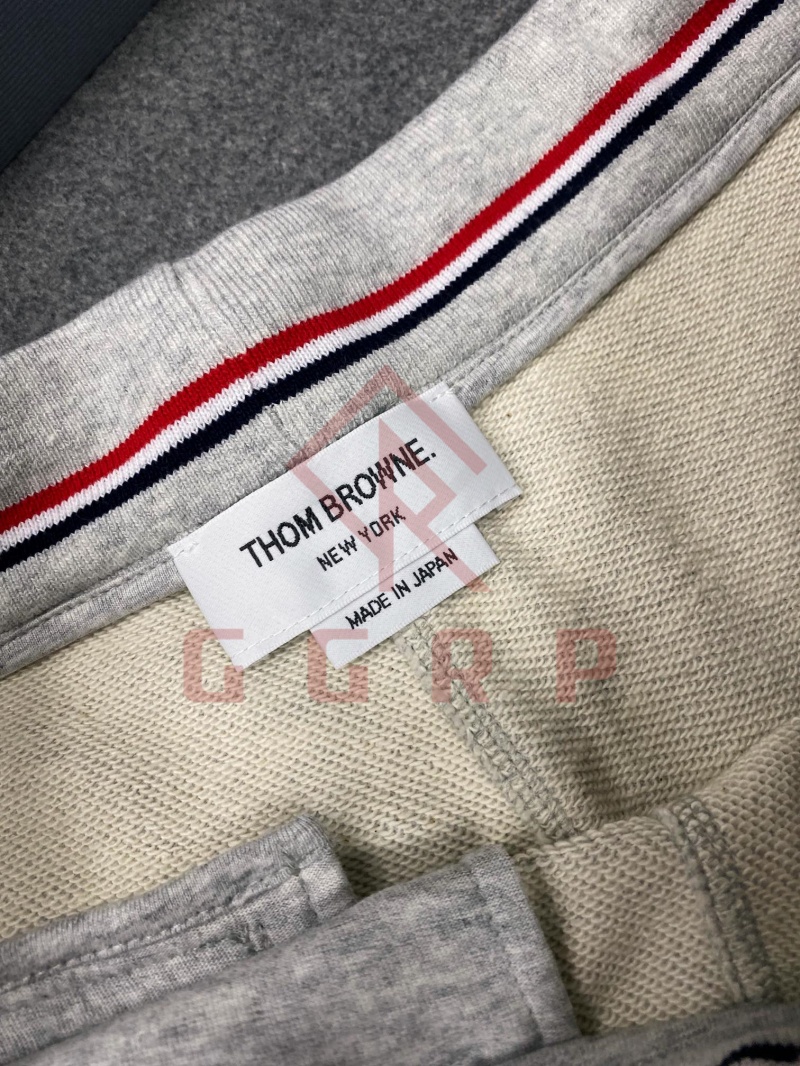 THOM BROWNE.
NEW YORK
MADE IN JAPAN
GGRP